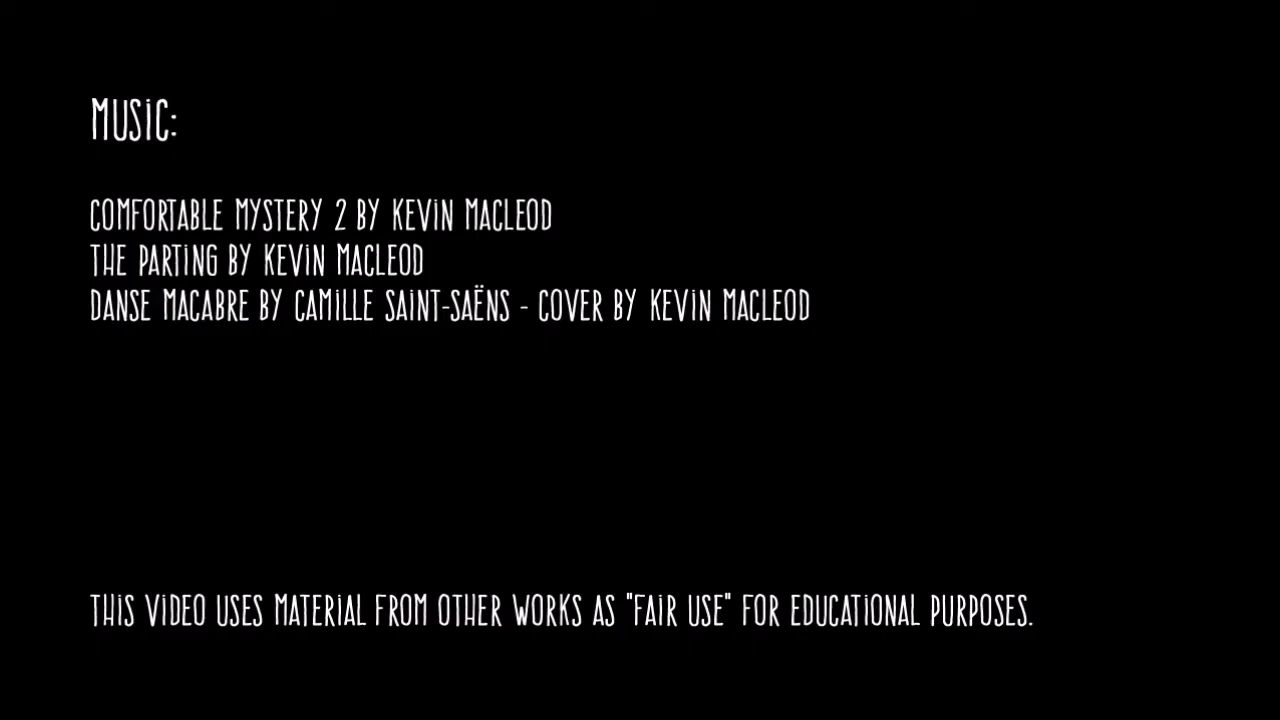 MUSiC:
COMFORTABLE MYSTERY 2 BY KEViN MACLEOD
THE PARTiNG BY KEViN MACLEOD
DANSE MACABRE BY CAMiLLE SAiNT-SAËNS - COVER BY KEViN MACLEOD
THiS ViDEO USES MATERiAL FROM OTHER WORKS AS "FAiR USE" FOR EDUCATiONAL PURPOSES.